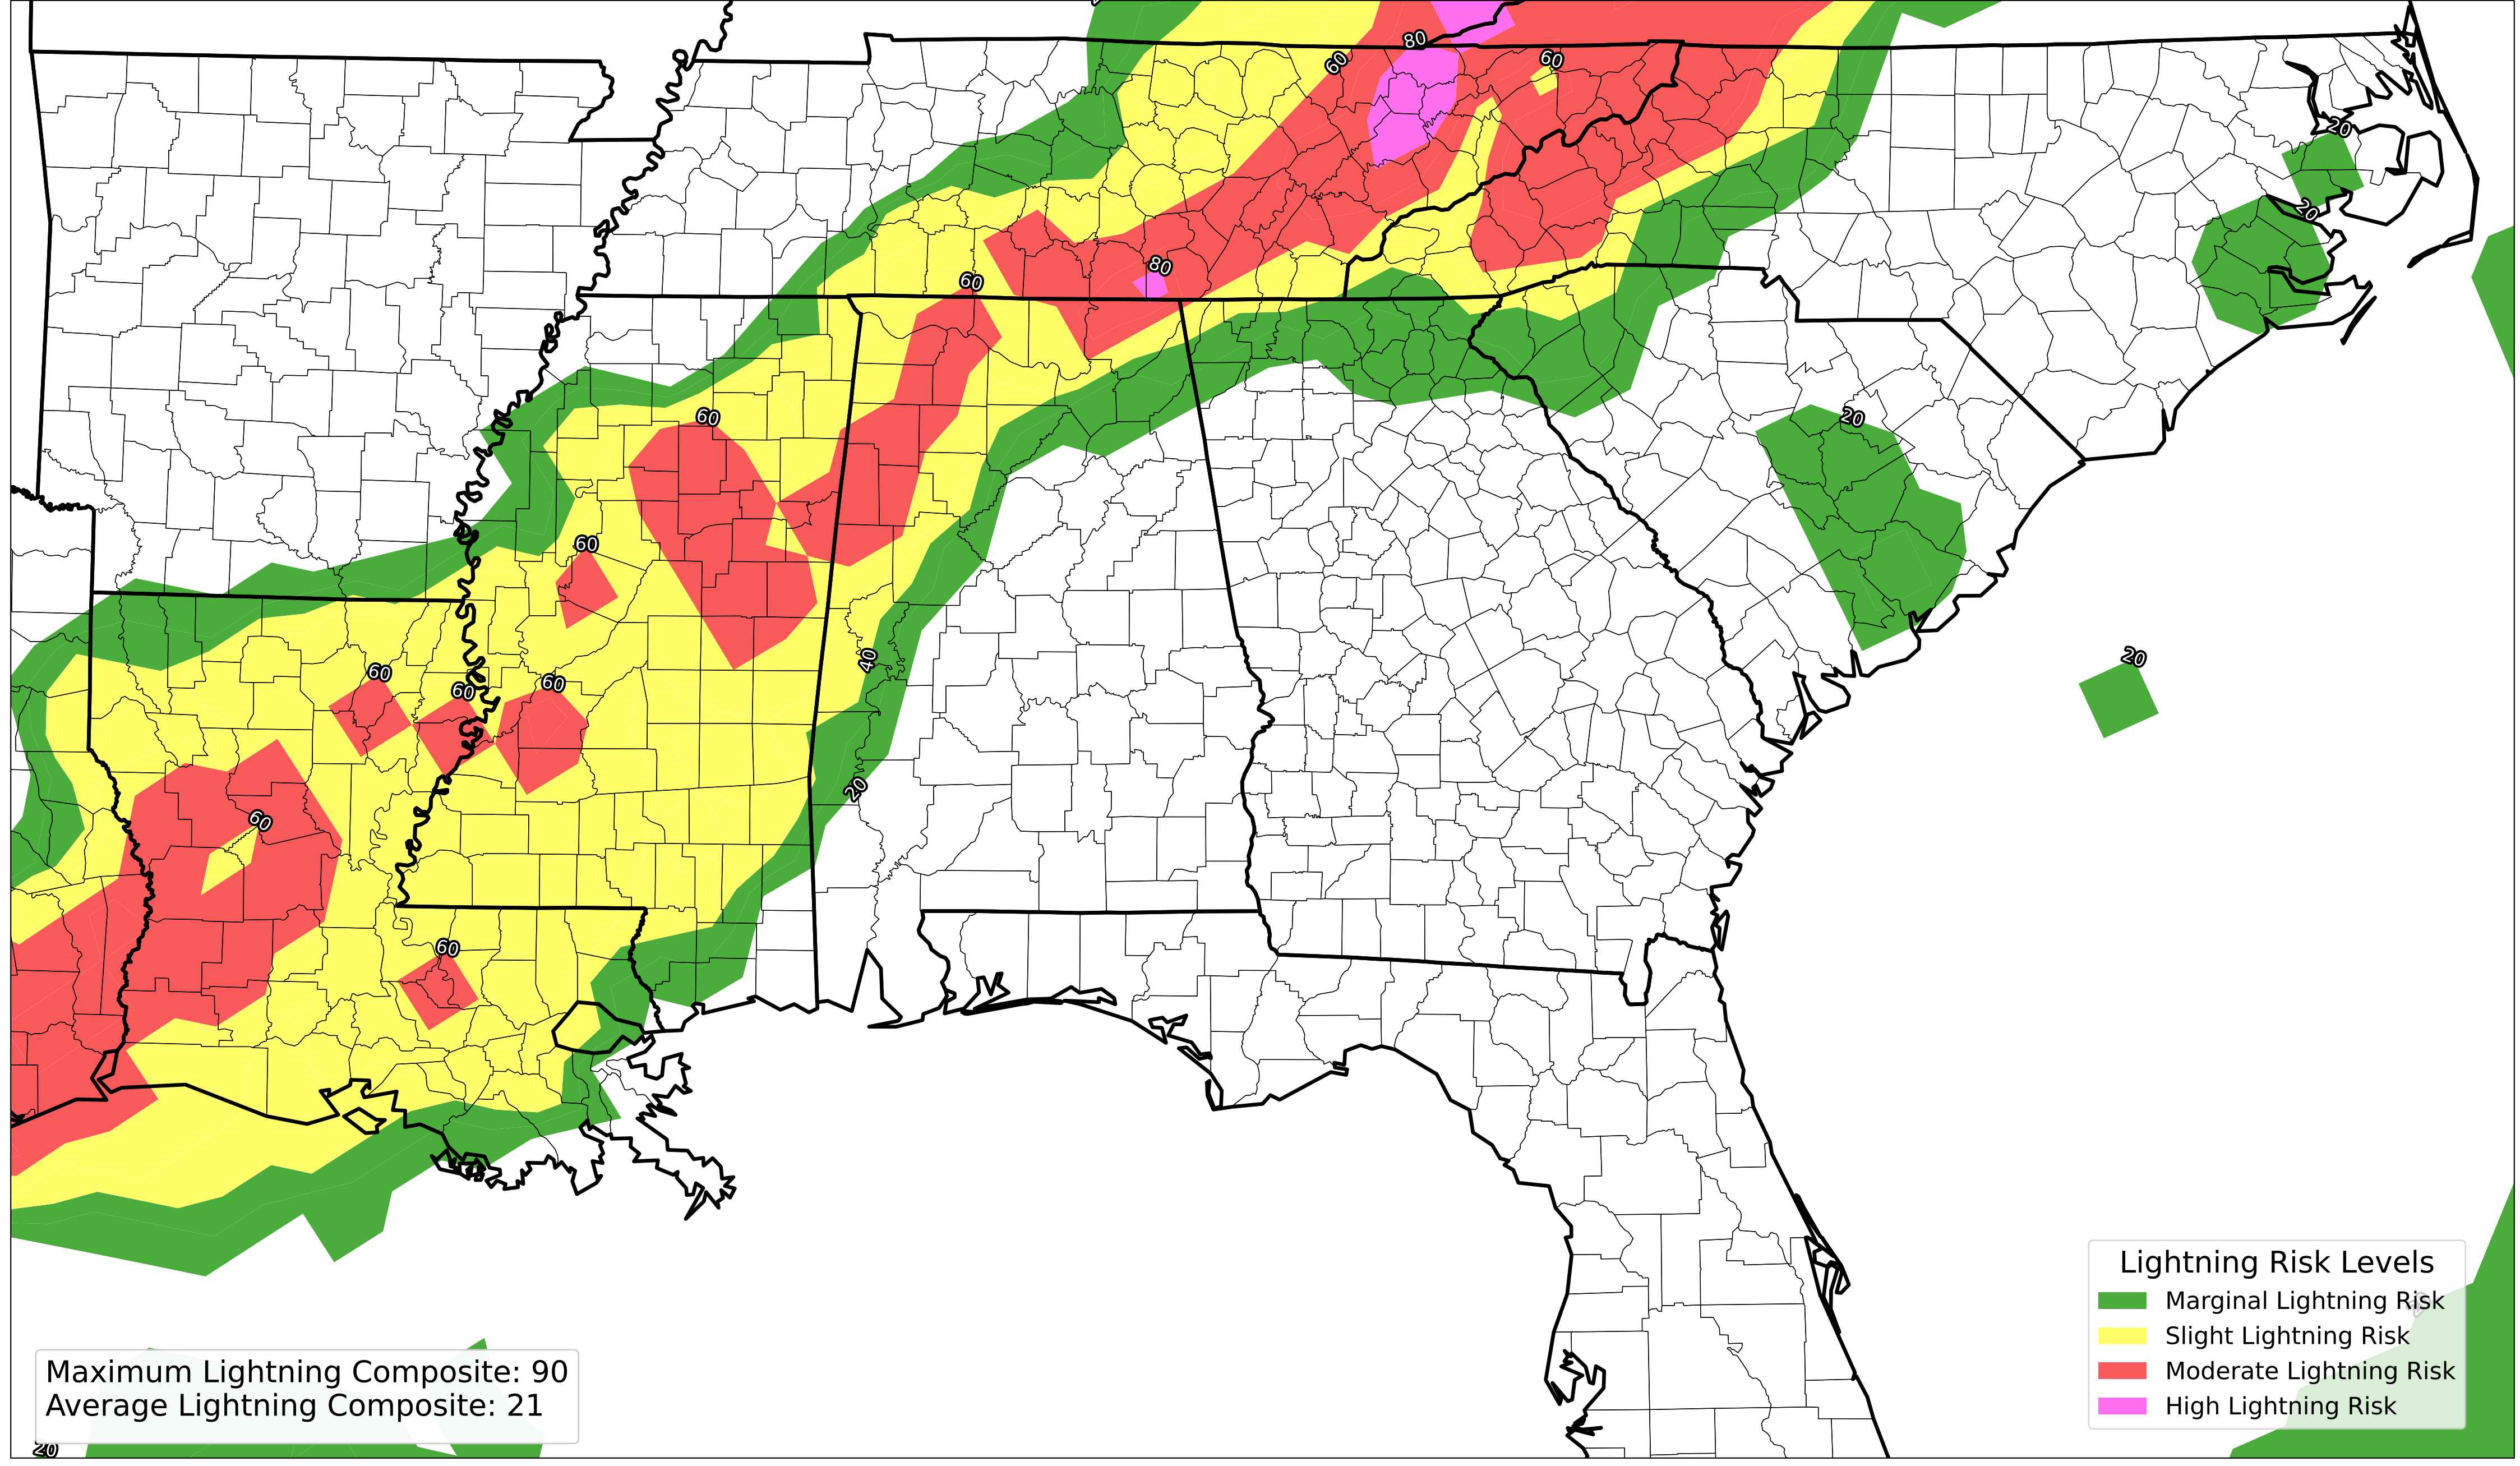 80
60
60
20
20
80
60
60
20
60
40
20
60
60
60
20
60
60
Lightning Risk Levels
Marginal Lightning Risk
Slight Lightning Risk
Moderate Lightning Risk
High Lightning Risk
Maximum Lightning Composite: 90
Average Lightning Composite: 21
20